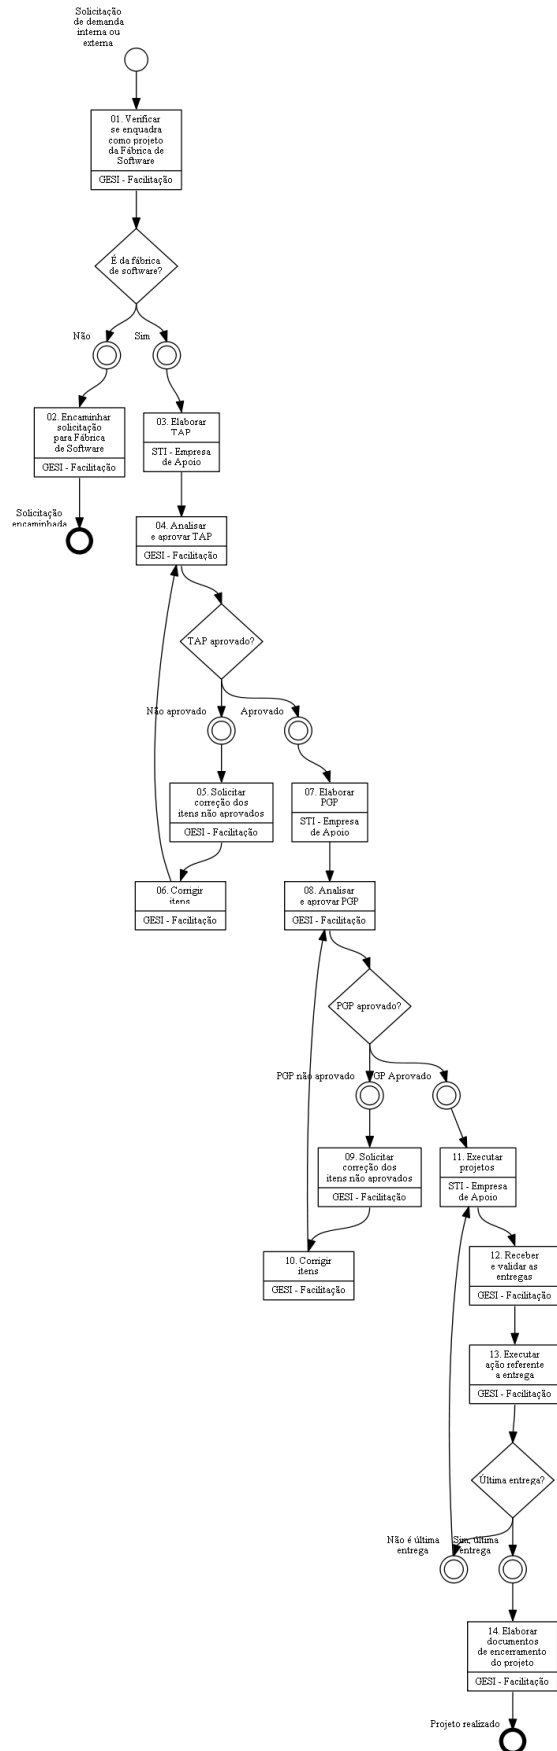 Solicitação
de demanda
interna ou
externa
01. Verificar
se enquadra
como projeto
da Fábrica de
Software
GESI - Facilitação
É da fábrica
de software?
Não
Sim
02. Encaminhar
solicitação
para Fábrica
de Software
GESI - Facilitação
03. Elaborar
TAP
STI - Empresa
de Apoio
Solicitação
encaminhada
04. Analisar
e aprovar TAP
GESI - Facilitação
TAP aprovado?
Não aprovado
Aprovado
05. Solicitar
correção dos
itens não aprovados
GESI - Facilitação
07. Elaborar
PGP
STI - Empresa
de Apoio
06. Corrigir
itens
GESI - Facilitação
08. Analisar
e aprovar PGP
GESI - Facilitação
PGP aprovado?
PGP não aprovado
GP Aprovado
09. Solicitar
correção dos
itens não aprovados
GESI - Facilitação
11. Executar
projetos
STI - Empresa
de Apoio
10. Corrigir
itens
GESI - Facilitação
12. Receber
e validar as
entregas
GESI - Facilitação
13. Executar
ação referente
a entrega
GESI - Facilitação
Última entrega?
Não é última
entrega
Sim, última
entrega
14. Elaborar
documentos
de encerramento
do projeto
GESI - Facilitação
Projeto realizado